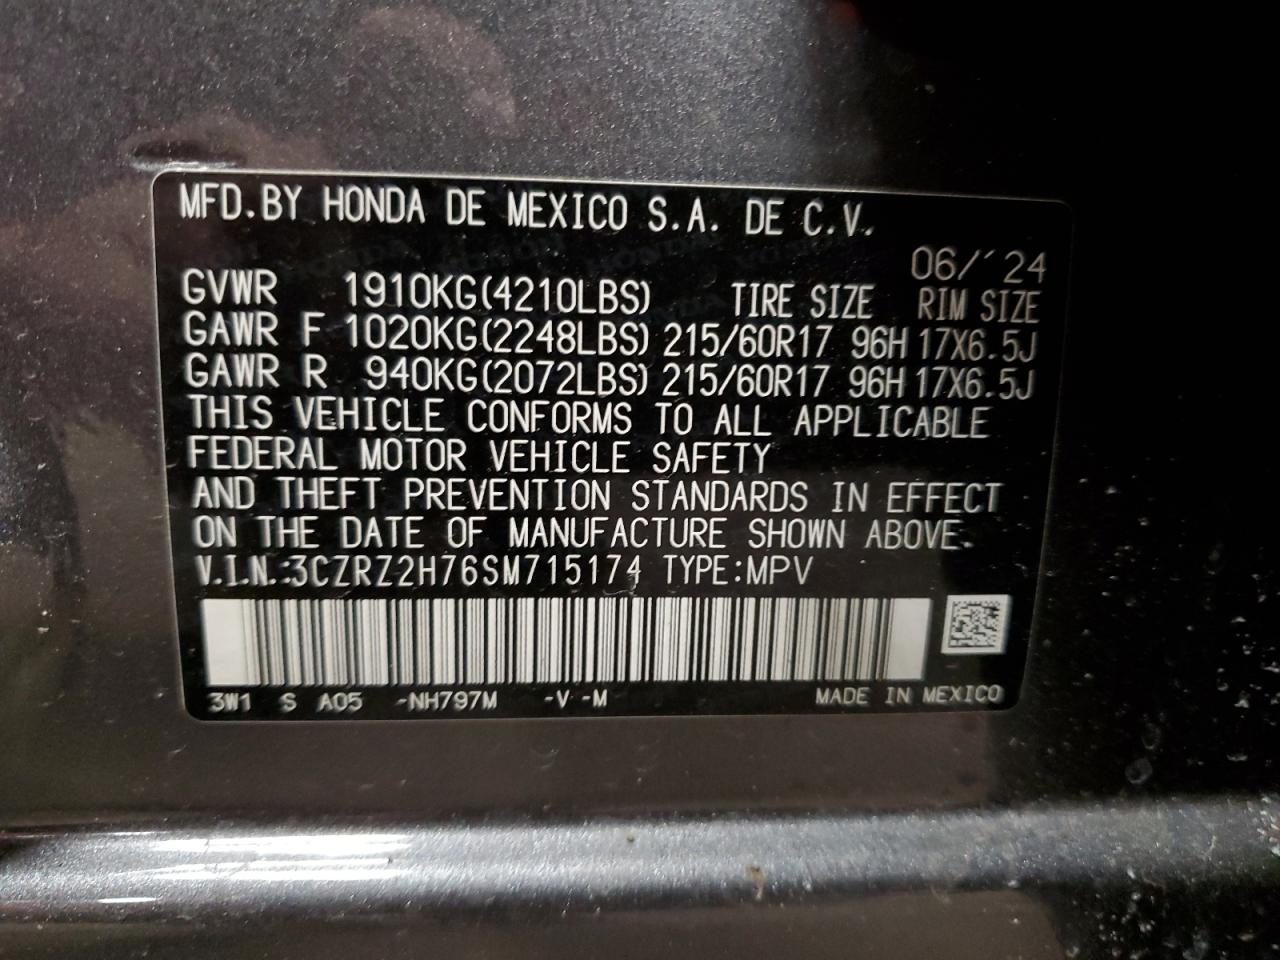 MFD.BY HONDA DE MEXICO S.A. DE C.V.
06/´24
GVWR 1910KG(4210LBS) TIRE SIZE RIM SIZE
GAWR F 1020KG(2248LBS) 215/60R17 96H 17X6.5J
GAWR R 940KG(2072LBS) 215/60R17 96H 17X6.5J
THIS VEHICLE CONFORMS TO ALL APPLICABLE
FEDERAL MOTOR VEHICLE SAFETY
AND THEFT PREVENTION STANDARDS IN EFFECT
ON THE DATE OF MANUFACTURE SHOWN ABOVE.
V.I.N.:3CZRZ2H76SM715174 TYPE:MPV
3W1 S A05 -NH797M -V -M MADE IN MEXICO